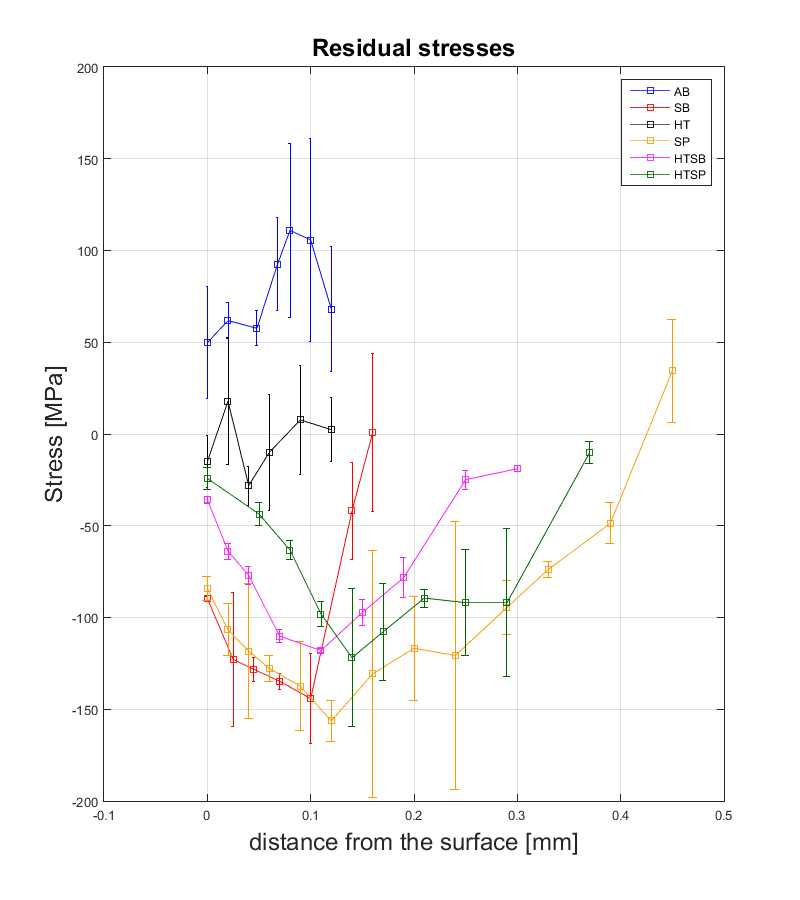 Residual stresses
200
150
100
50
0
-50
-100
-150
-200
Stress [MPa]
AB
SB
HT
SP
HTSB
HTSP
-0.1
0
0.1
0.2
0.3
0.4
0.5
distance from the surface [mm]